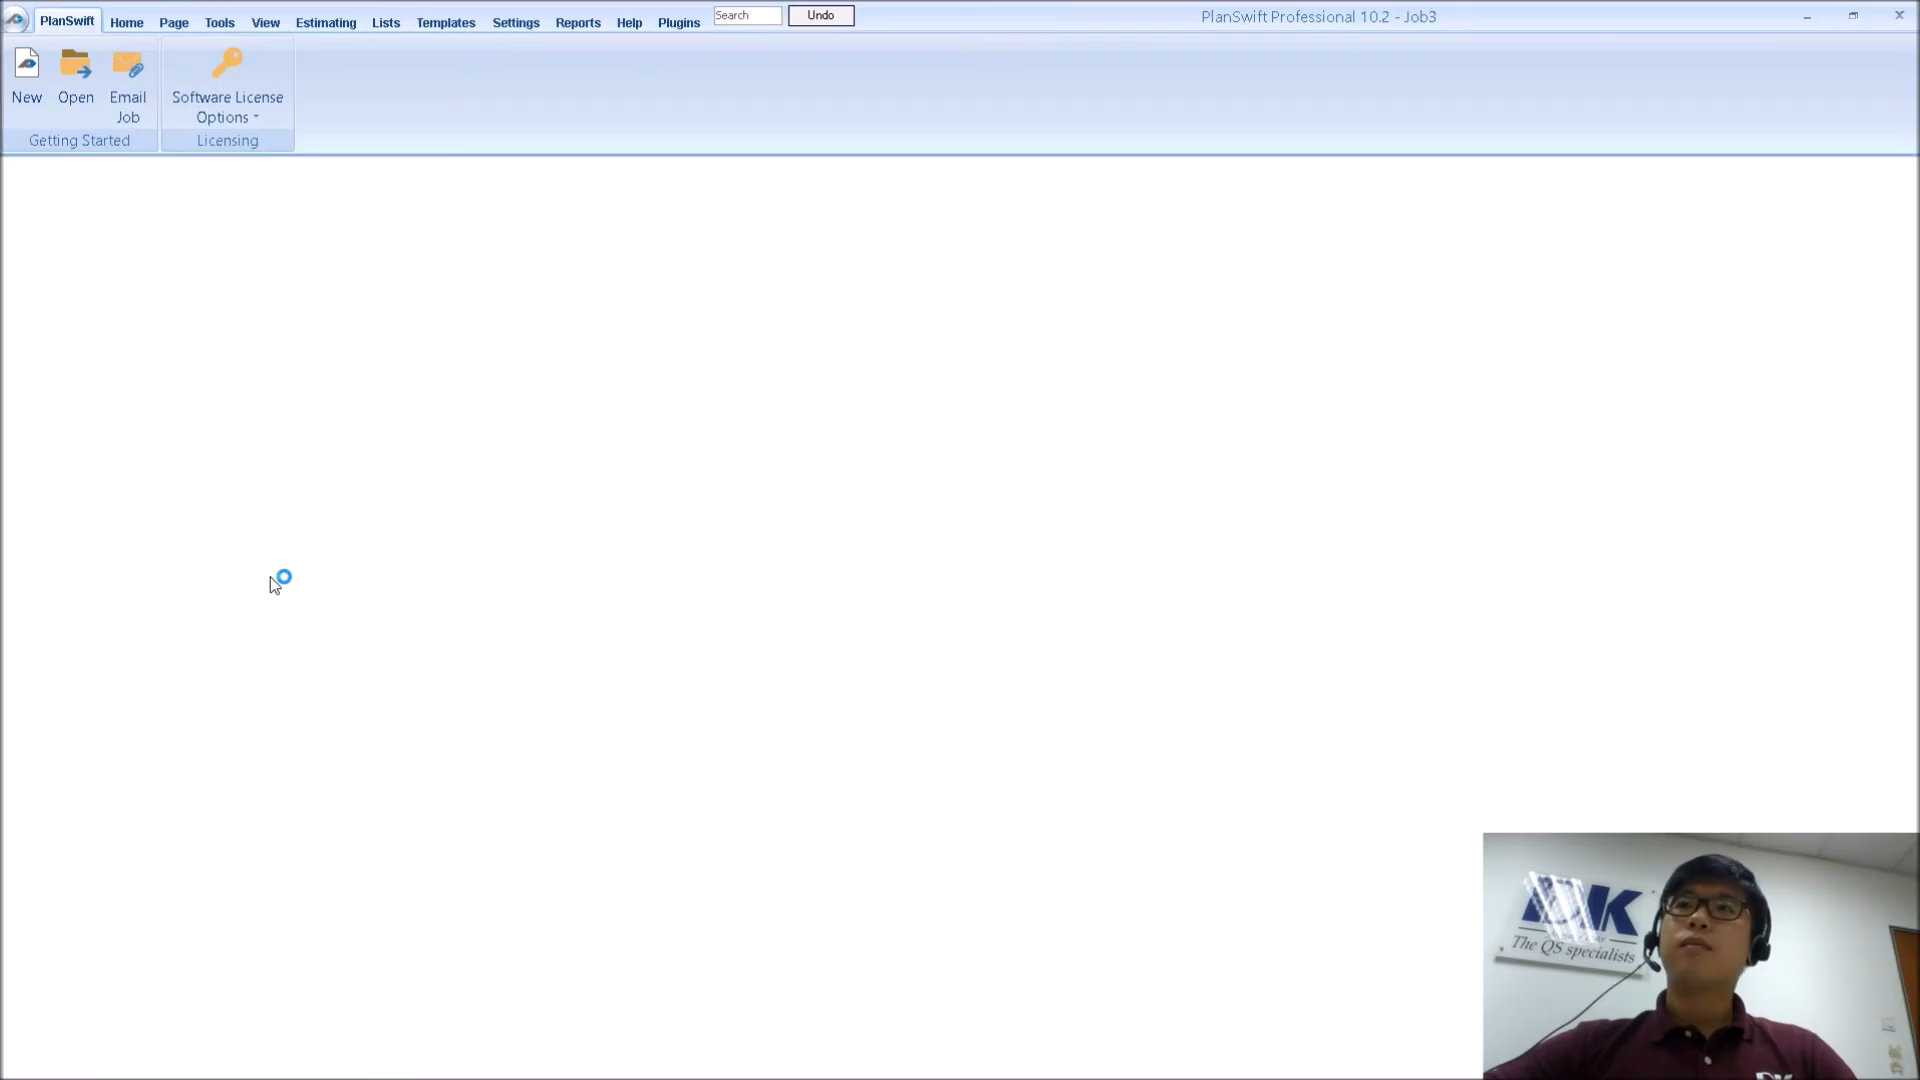 PlanSwift Home Page Tools View Estimating Lists Templates Settings Reports Help Plugins Search Undo PlanSwift Professional 10.2 - Job3
New Open Email Job Software License Options
Getting Started Licensing
DK
The QS specialists